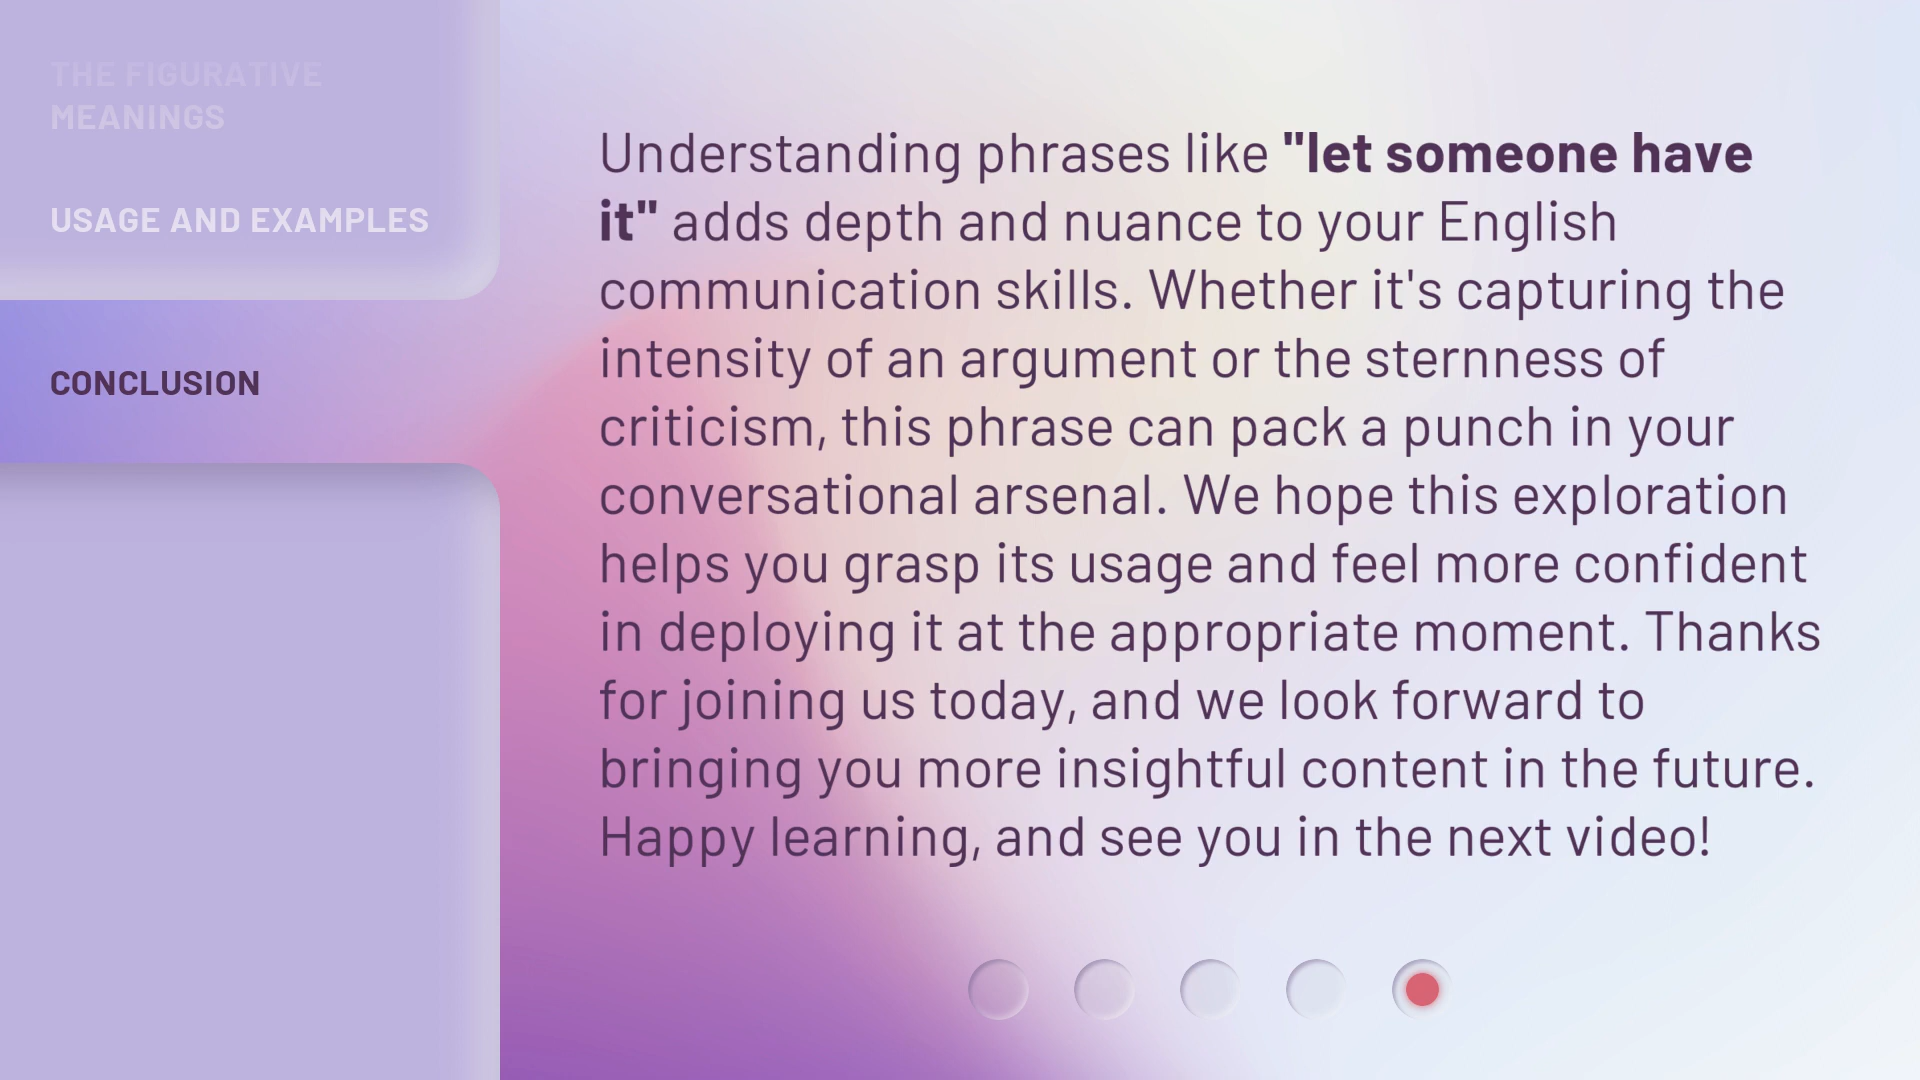 THE FIGURATIVE
MEANINGS
USAGE AND EXAMPLES
CONCLUSION
Understanding phrases like "let someone have
it" adds depth and nuance to your English
communication skills. Whether it's capturing the
intensity of an argument or the sternness of
criticism, this phrase can pack a punch in your
conversational arsenal. We hope this exploration
helps you grasp its usage and feel more confident
in deploying it at the appropriate moment. Thanks
for joining us today, and we look forward to
bringing you more insightful content in the future.
Happy learning, and see you in the next video!